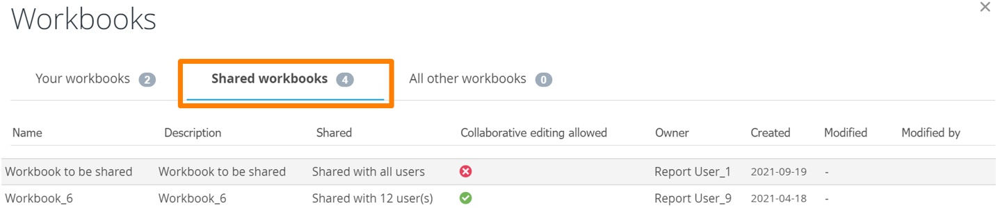 Workbooks
Your workbooks 2 Shared workbooks 4 All other workbooks 0
Name Description Shared Collaborative editing allowed Owner Created Modified Modified by
Workbook to be shared Workbook to be shared Shared with all users Report User_1 2021-09-19 -
Workbook_6 Workbook_6 Shared with 12 user(s) Report User_9 2021-04-18 -